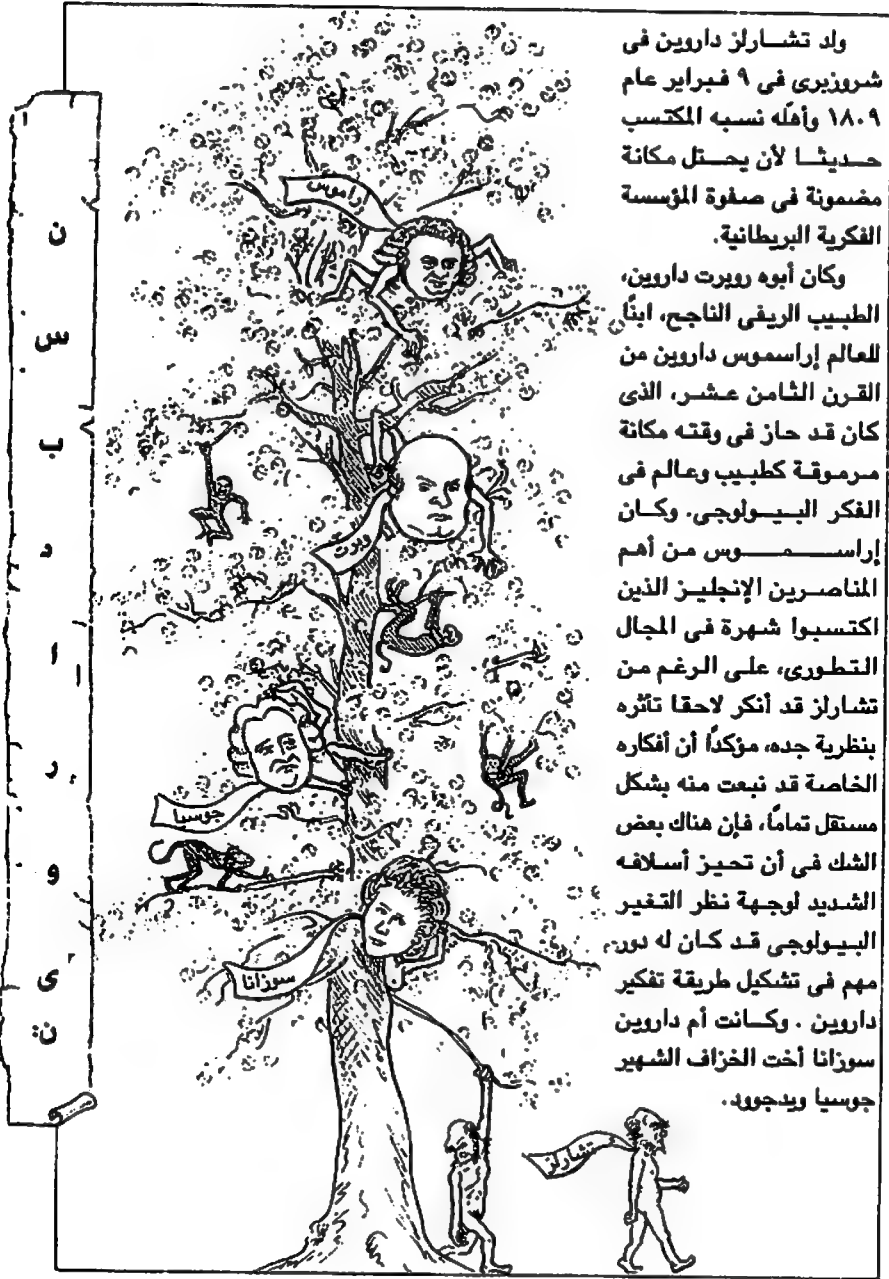 ولد تشارلز داروين فى
شروزبرى فى ٩ فبراير عام
١٨٠٩ وأهله نسبه المكتسب
حديثا لأن يحتل مكانة
مضمونة فى صفوة المؤسسة
الفكرية البريطانية.
وكان أبوه روبرت داروين،
الطبيب الريفى الناجح، ابنًا
للعالم إراسموس داروين من
القرن الثامن عشر، الذى
كان قد حاز فى وقته مكانة
مرموقة كطبيب وعالم فى
الفكر البيولوجى. وكان
إراسموس من أهم
المناصرين الإنجليز الذين
اكتسبوا شهرة فى المجال
التطورى، على الرغم من
تشارلز قد أنكر لاحقا تأثره
بنظرية جده، مؤكدًا أن أفكاره
الخاصة قد نبعت منه بشكل
مستقل تمامًا، فإن هناك بعض
الشك فى أن تحيز أسلافه
الشديد لوجهة نظر التغير
البيولوجى قد كان له دور
مهم فى تشكيل طريقة تفكير
داروين . وكانت أم داروين
سوزانا أخت الخزاف الشهير
جوسيا ويدجوود.
ن
س
ب
د
ا
ر
و
ى
ن:
راموس
وبرت
جوسيا
سوزانا
تشارلز